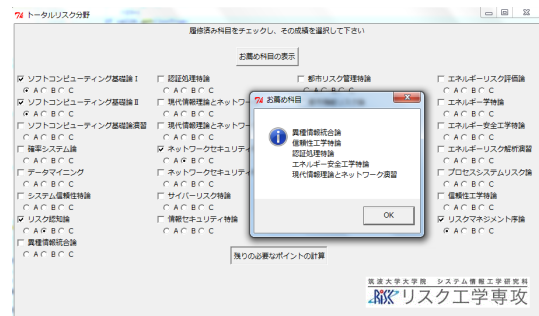 トータルリスク分野
履修済み科目をチェックし、その成績を選択して下さい
お薦め科目の表示
ソフトコンピューティング基礎論 I
A B C
ソフトコンピューティング基礎論 II
A B C
ソフトコンピューティング基礎論演習
A B C
確率システム論
A B C
データマイニング
A B C
システム信頼性特論
A B C
リスク認知論
A B C
異種情報統合論
A B C
認証処理特論
A B C
現代情報理論とネットワー
A B C
現代情報理論とネットワー
A B C
ネットワークセキュリティ
A B C
ネットワークセキュリテ
A B C
サイバーリスク特論
A B C
情報セキュリティ特論
A B C
都市リスク管理特論
A B C
お薦め科目
異種情報統合論
信頼性工学特論
認証処理特論
エネルギー安全工学特論
現代情報理論とネットワーク演習
OK
エネルギーリスク評価論
A B C
エネルギー学特論
A B C
エネルギー安全工学特論
A B C
エネルギーリスク解析演習
A B C
プロセスシステムリスク論
A B C
信頼性工学特論
A B C
リスクマネジメント序論
A B C
残りの必要なポイントの計算
筑波大学大学院 システム情報工学研究科
RISK リスク工学専攻